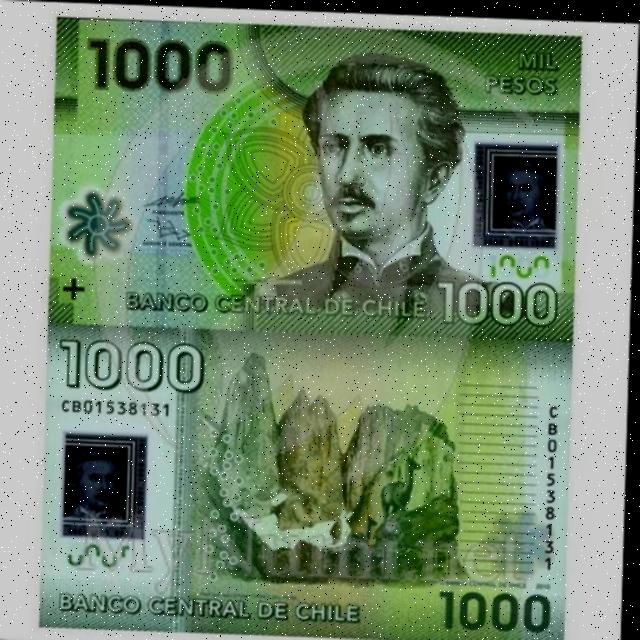 1000
MIL
PESOS
BANCO CENTRAL DE CHILE
1000
1000
CB01538131
CB01538131
BANCO CENTRAL DE CHILE
1000